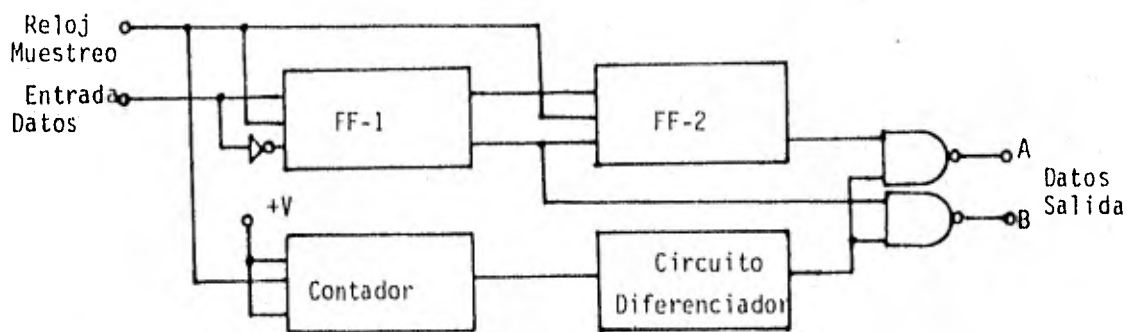 Reloj
Muestreo
Entrada
Datos
FF-1
FF-2
A
Datos
Salida
B
+V
Contador
Circuito
Diferenciador